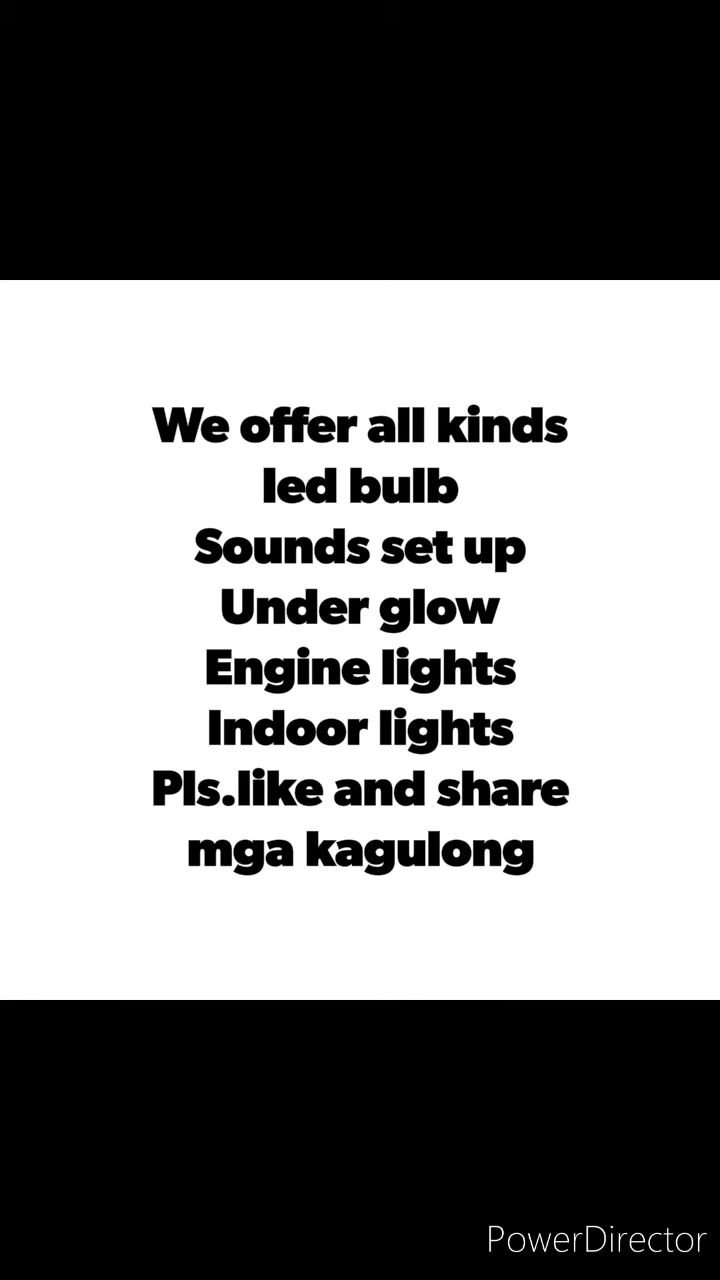 We offer all kinds
led bulb
Sounds set up
Under glow
Engine lights
Indoor lights
Pls.like and share
mga kagulong
PowerDirector